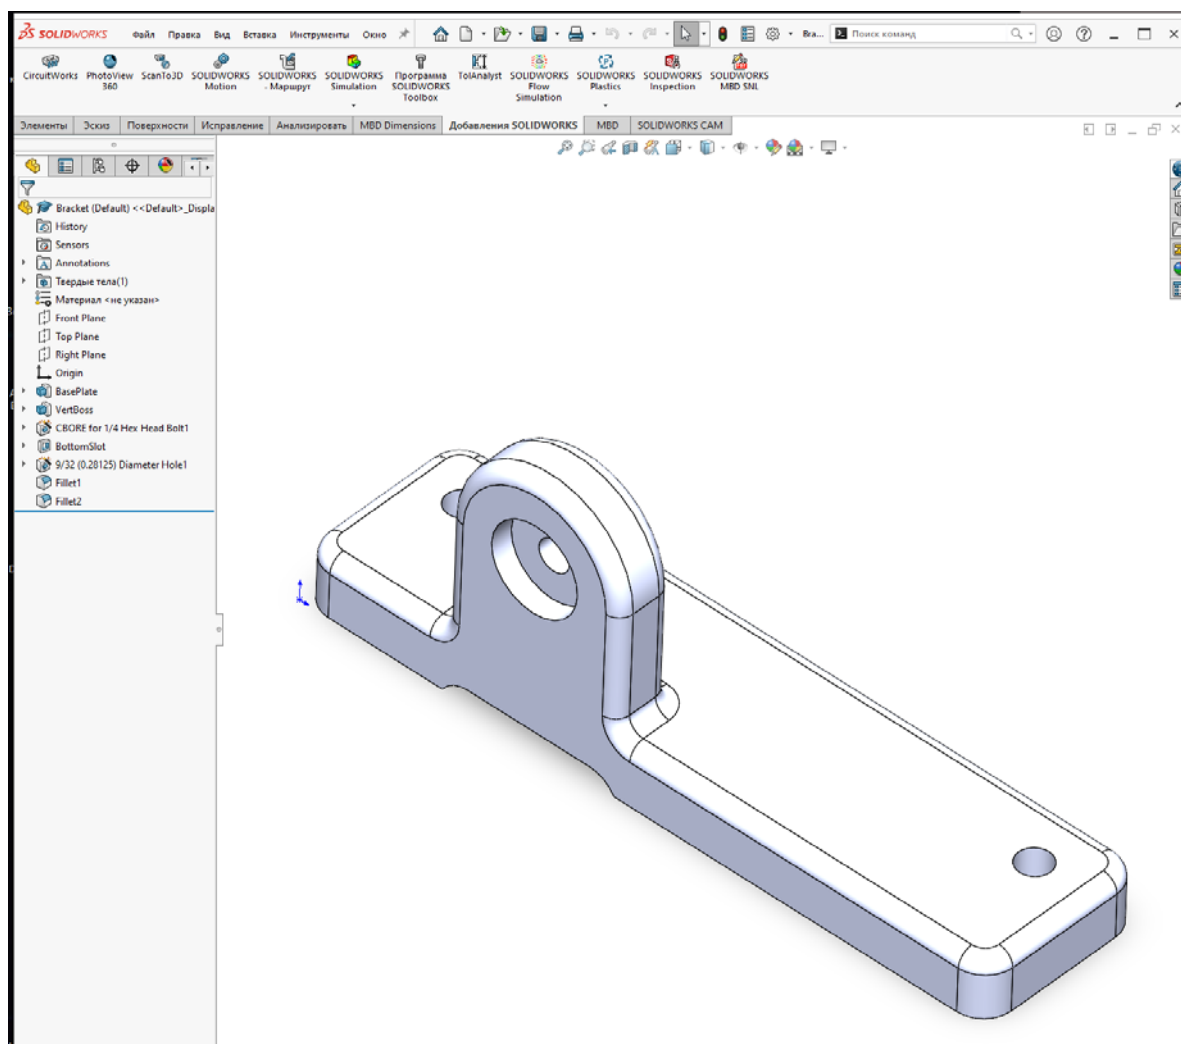 SOLIDWORKS Файл Правка Вид Вставка Инструменты Окно Bra... Поиск команд
CircuitWorks PhotoView 360 ScanTo3D SOLIDWORKS Motion SOLIDWORKS - Маршрут SOLIDWORKS Simulation Программа SOLIDWORKS Toolbox TolAnalyst SOLIDWORKS Flow Simulation SOLIDWORKS Plastics SOLIDWORKS Inspection SOLIDWORKS MBD SNL
Элементы Эскиз Поверхности Исправление Анализировать MBD Dimensions Добавления SOLIDWORKS MBD SOLIDWORKS CAM
Bracket (Default) <<Default>_Displa
History
Sensors
Annotations
Твердые тела(1)
Материал <не указан>
Front Plane
Top Plane
Right Plane
Origin
BasePlate
VertBoss
CBORE for 1/4 Hex Head Bolt1
BottomSlot
9/32 (0.28125) Diameter Hole1
Fillet1
Fillet2